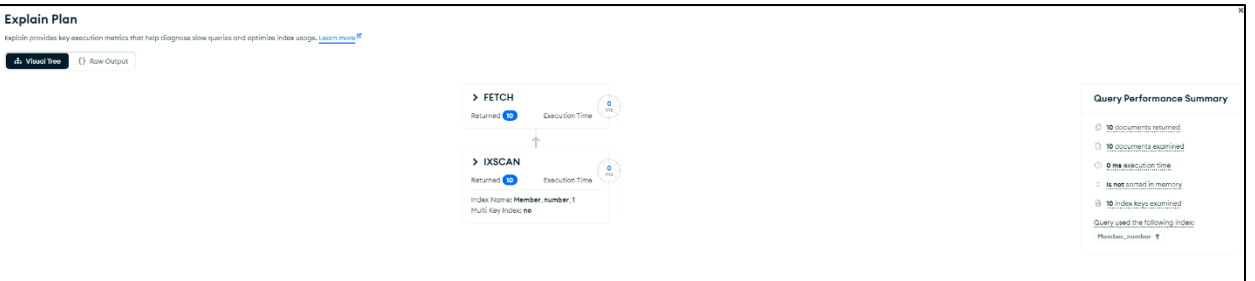 Explain Plan
Explain provides key execution metrics that help diagnose slow queries and optimize index usage. Learn more
Visual Tree
{} Raw Output
FETCH
Returned 10 Execution Time 0 ms
IXSCAN
Returned 10 Execution Time 0 ms
Index Name: Member_number_1
Multi Key Index: no
Query Performance Summary
10 documents returned
10 documents examined
0 ms execution time
Is not sorted in memory
10 index keys examined
Query used the following index:
Member_number ↑